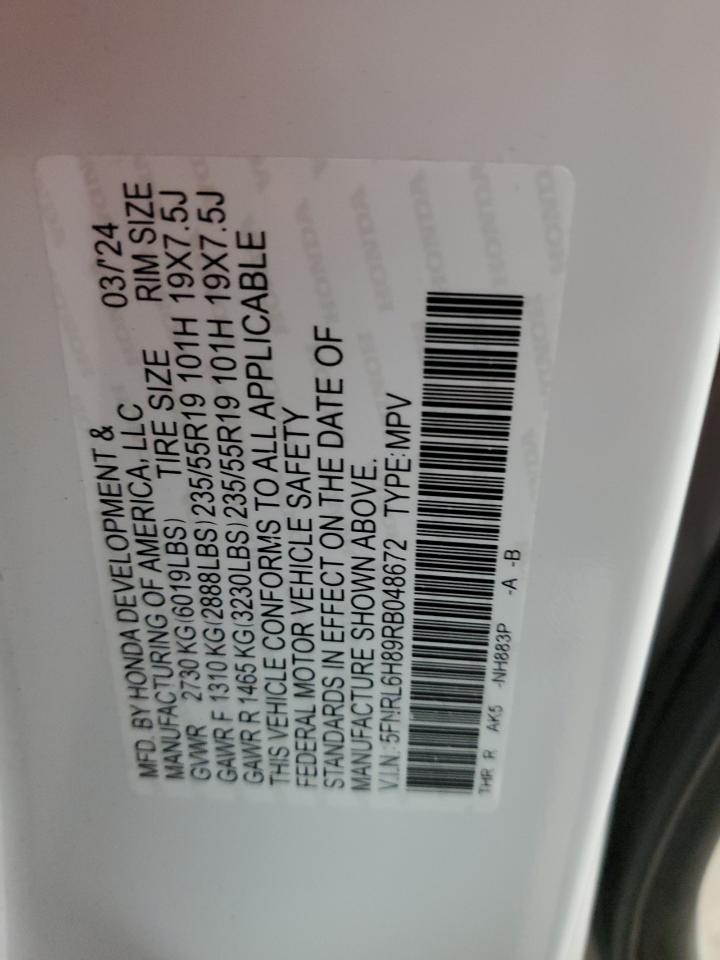 MFD. BY HONDA DEVELOPMENT & 03/'24
MANUFACTURING OF AMERICA, LLC
TIRE SIZE RIM SIZE
GVWR 2730 KG(6019LBS)
GAWR F 1310 KG(2888LBS)235/55R19 101H 19X7.5J
GAWR R 1465 KG(3230LBS)235/55R19 101H 19X7.5J
THIS VEHICLE CONFORMS TO ALL APPLICABLE
FEDERAL MOTOR VEHICLE SAFETY
STANDARDS IN EFFECT ON THE DATE OF
MANUFACTURE SHOWN ABOVE.
V.I.N.:5FNRL6H89RB048672 TYPE:MPV
THR R AK5 -NH883P -A -B
HONDA
HONDA
HONDA